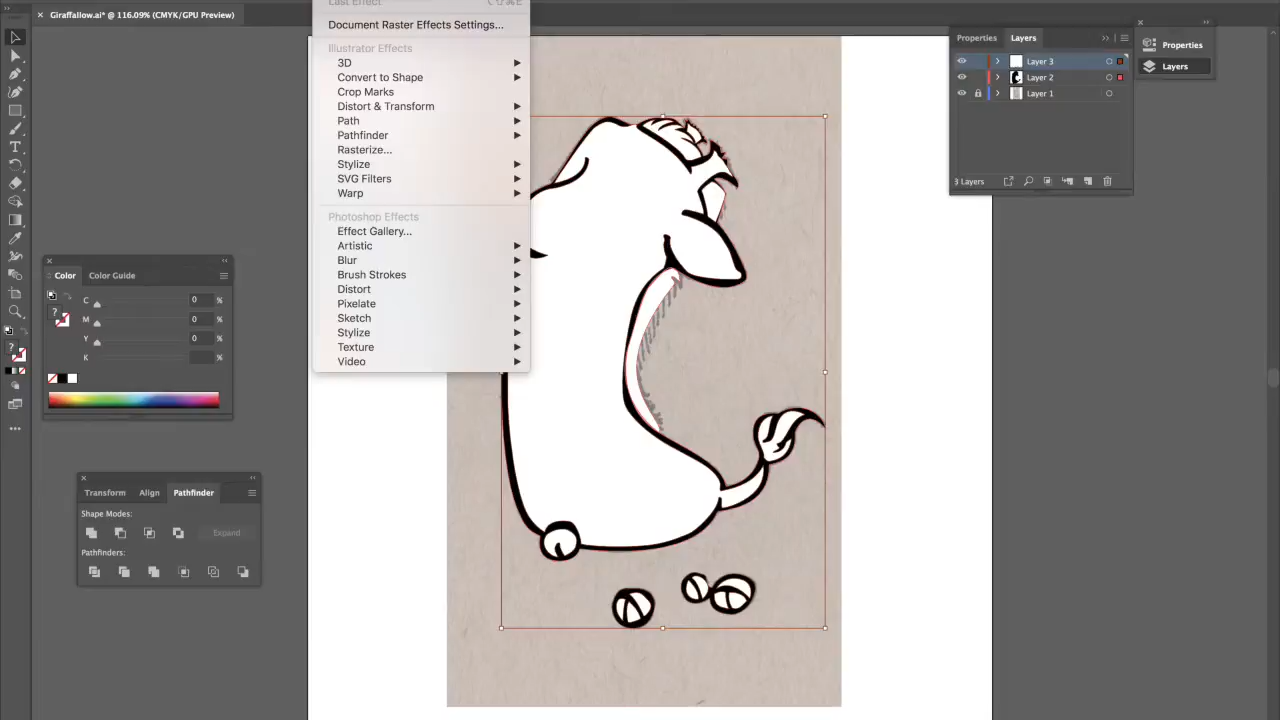 Last Effect
Giraffallow.ai* @ 116.09% (CMYK/GPU Preview)
Document Raster Effects Settings...
Illustrator Effects
3D
Convert to Shape
Crop Marks
Distort & Transform
Path
Pathfinder
Rasterize...
Stylize
SVG Filters
Warp
Photoshop Effects
Effect Gallery...
Artistic
Blur
Brush Strokes
Distort
Pixelate
Sketch
Stylize
Texture
Video
Properties Layers
Layer 3
Layer 2
Layer 1
3 Layers
Properties
Layers
Color Color Guide
C 0 %
M 0 %
Y 0 %
K %
Transform Align Pathfinder
Shape Modes:
Expand
Pathfinders: